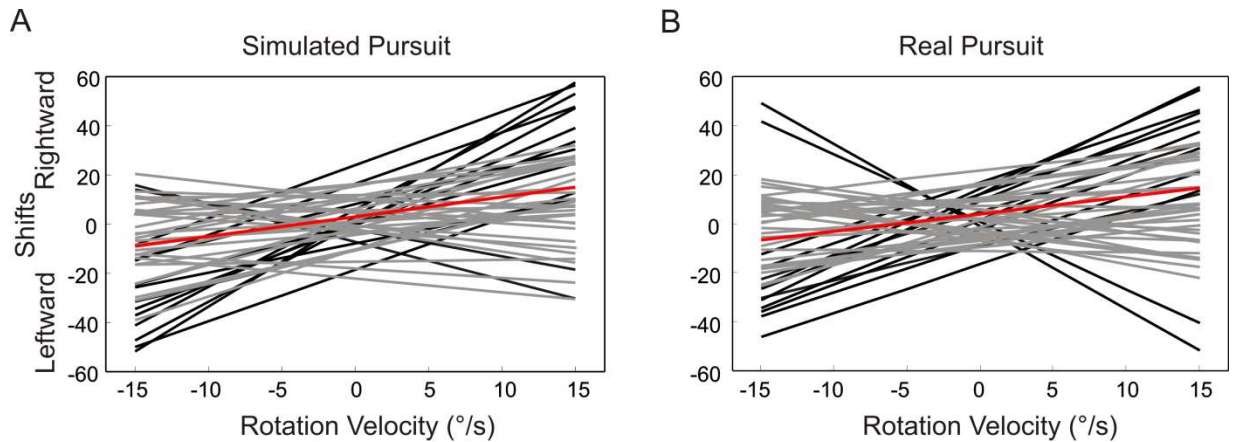 A
Simulated Pursuit
Shifts
Leftward Rightward
60
40
20
0
-20
-40
-60
-15 -10 -5 0 5 10 15
Rotation Velocity (°/s)
B
Real Pursuit
60
40
20
0
-20
-40
-60
-15 -10 -5 0 5 10 15
Rotation Velocity (°/s)